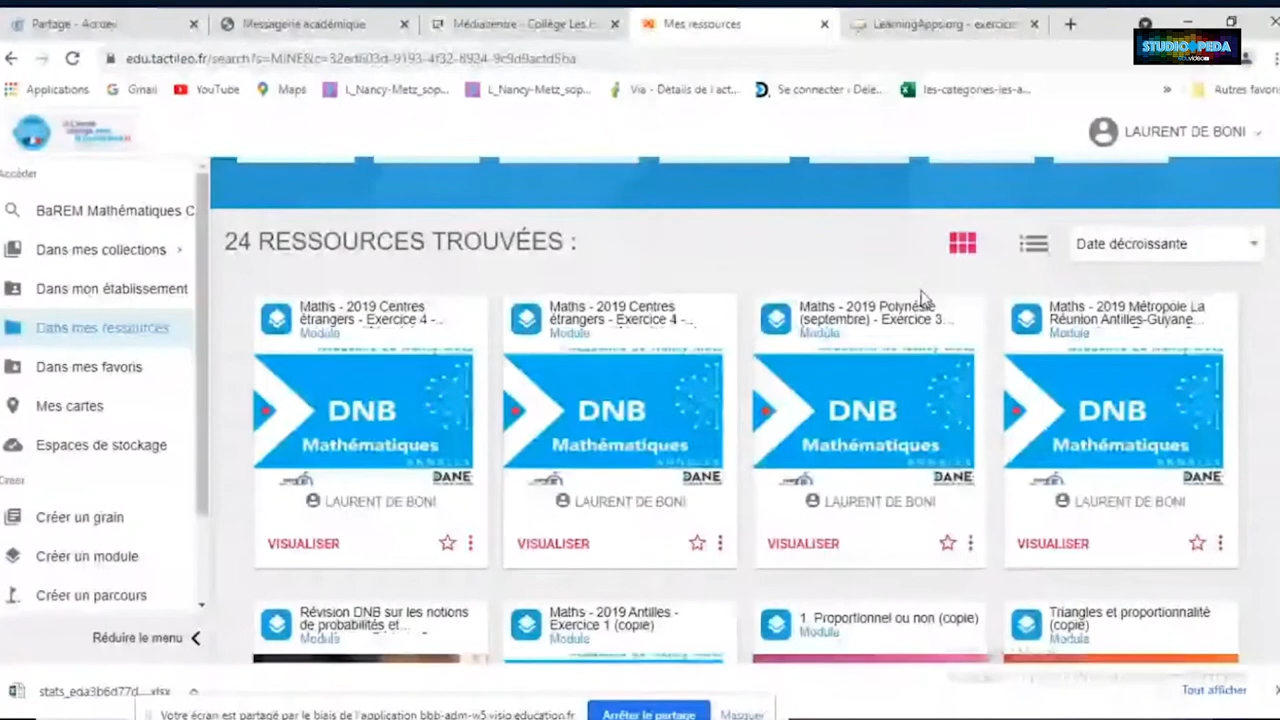 Partage - Accueil
Messagerie académique
Médiacentre - Collège Les
Mes ressources
LearningApps.org - exercice
STUDIO PEDA
edu.tactileo.fr/search?s=MINE&c=
Applications
Gmail
YouTube
Maps
L_Nancy-Metz_sop...
L_Nancy-Metz_sop...
Via - Détails de l'act...
Se connecter
les-categories-les-a...
»
Autres favoris
LAURENT DE BONI
Accéder
BaREM Mathématiques C
Dans mes collections
Dans mon établissement
Dans mes ressources
Dans mes favoris
Mes cartes
Espaces de stockage
Créer
Créer un grain
Créer un module
Créer un parcours
Réduire le menu
24 RESSOURCES TROUVÉES :
Date décroissante
Maths - 2019 Centres
étrangers - Exercice 4 -...
Module
DNB
Mathématiques
DANE
LAURENT DE BONI
VISUALISER
Maths - 2019 Centres
étrangers - Exercice 4 -...
Module
DNB
Mathématiques
DANE
LAURENT DE BONI
VISUALISER
Maths - 2019 Polynésie
(septembre) - Exercice 3...
Module
DNB
Mathématiques
DANE
LAURENT DE BONI
VISUALISER
Maths - 2019 Métropole La
Réunion Antilles-Guyane...
Module
DNB
Mathématiques
DANE
LAURENT DE BONI
VISUALISER
Révision DNB sur les notions
de probabilités et...
Module
Maths - 2019 Antilles -
Exercice 1 (copie)
Module
1. Proportionnel ou non (copie)
Module
Triangles et proportionnalité
(copie)
Module
stats_eda3b6d77d....xlsx
Tout afficher
Votre écran est partagé par le biais de l'application bbb-adm-w5.visio.education.fr
Arrêter le partage
Masquer